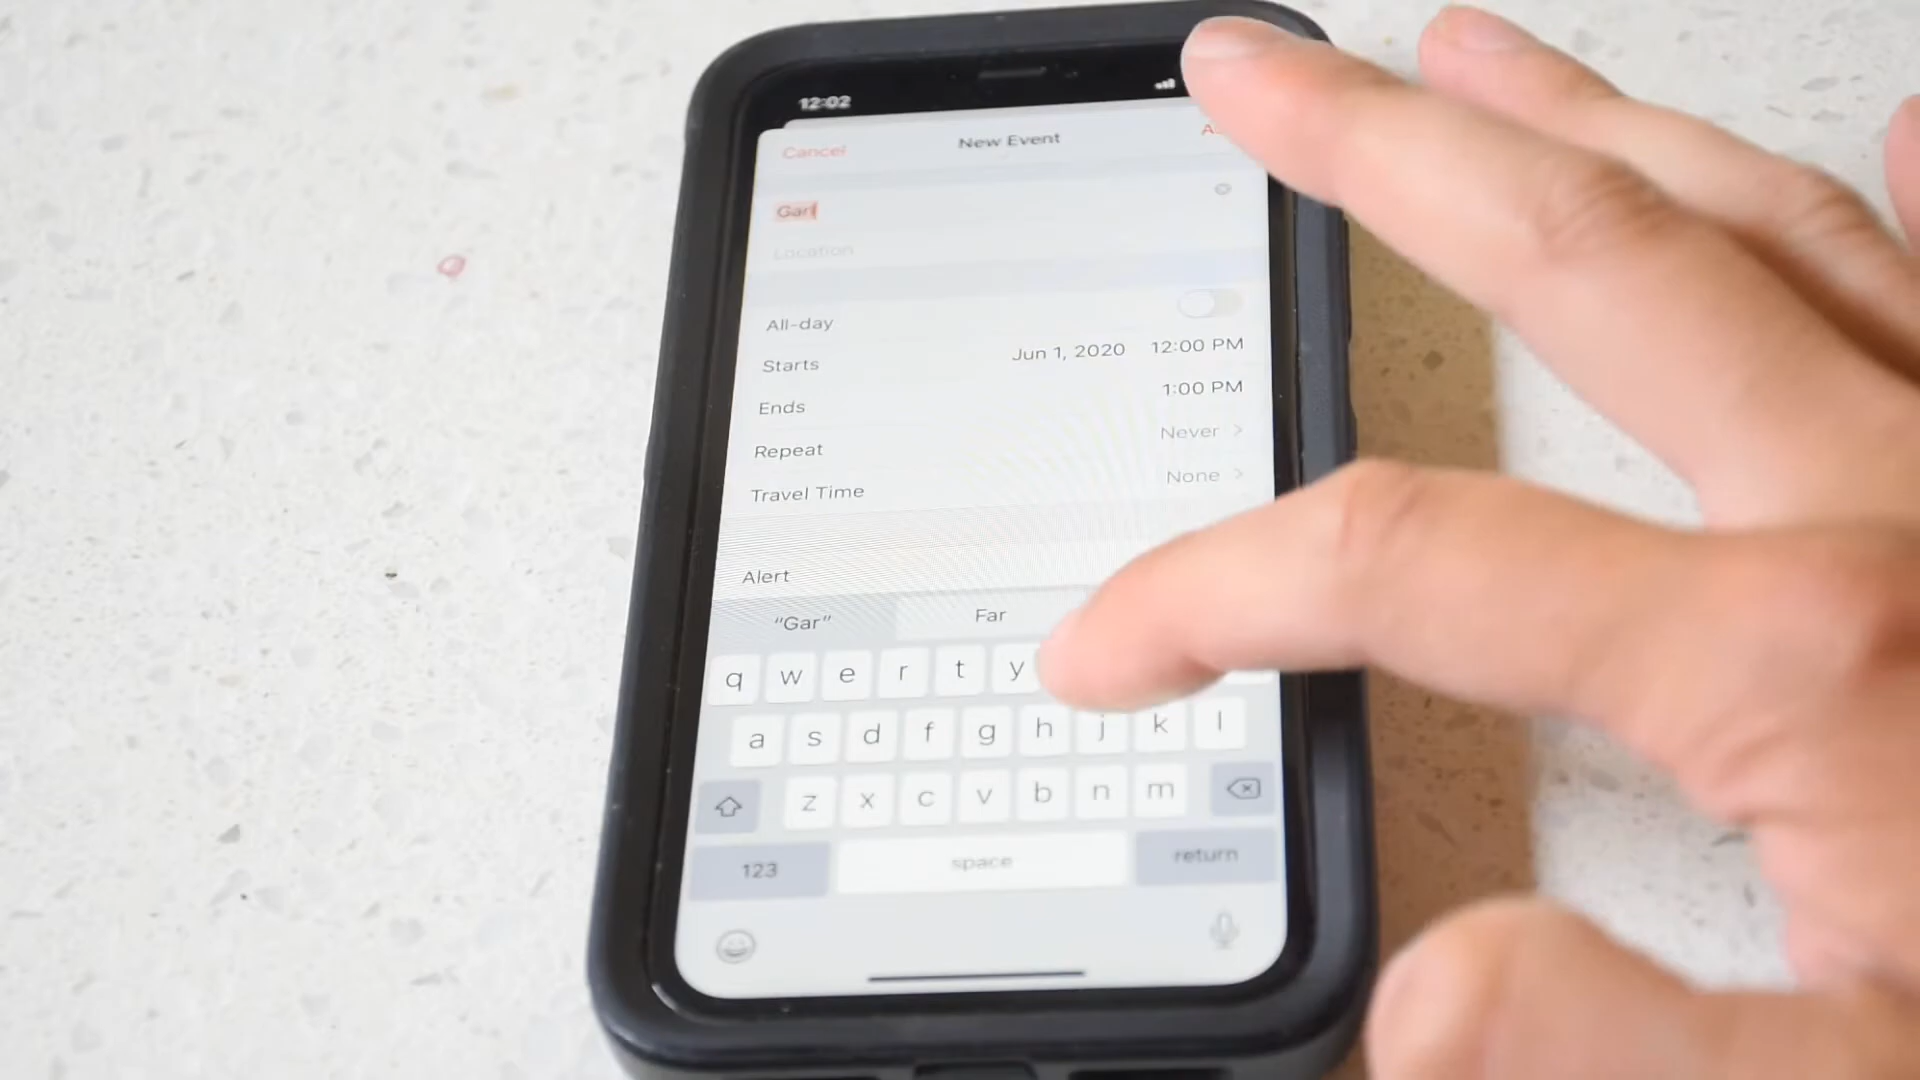 12:02
Cancel New Event
Gar
Location
All-day
Starts Jun 1, 2020 12:00 PM
Ends 1:00 PM
Repeat Never >
Travel Time None >
Alert
“Gar” Far
q w e r t y
a s d f g h j k l
z x c v b n m
123 space return